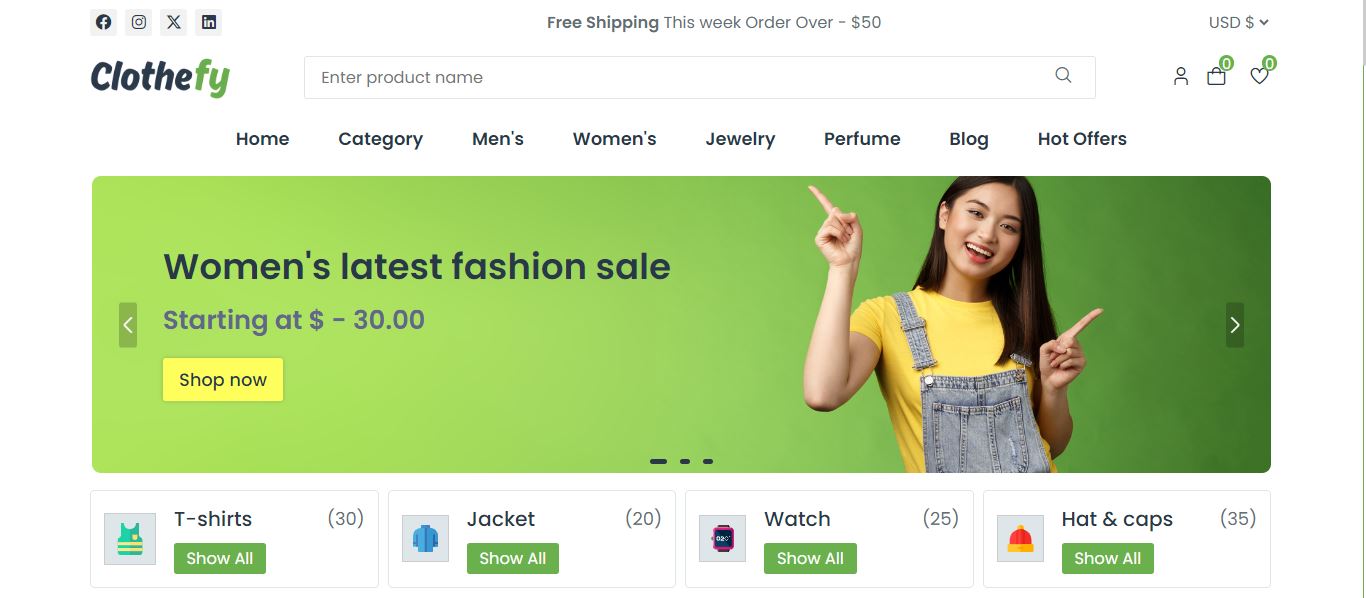 Free Shipping This week Order Over - $50
USD $
Clothefy
Enter product name
0
0
Home Category Men's Women's Jewelry Perfume Blog Hot Offers
Women's latest fashion sale
Starting at $ - 30.00
Shop now
T-shirts (30)
Show All
Jacket (20)
Show All
Watch (25)
Show All
Hat & caps (35)
Show All